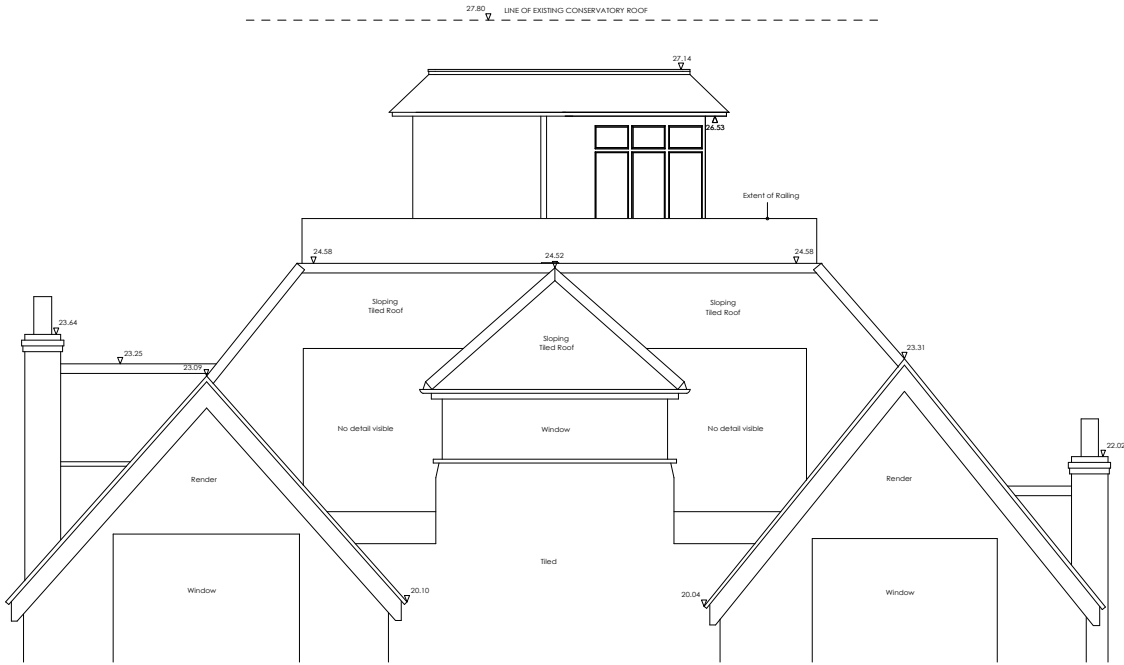 27.80 LINE OF EXISTING CONSERVATORY ROOF
27.14
26.53
Extent of Railing
24.58
24.52
24.58
Sloping
Tiled Roof
Sloping
Tiled Roof
Sloping
Tiled Roof
23.64
23.25
23.09
23.31
No detail visible
Window
No detail visible
22.02
Render
Render
Tiled
Window
20.10
20.04
Window